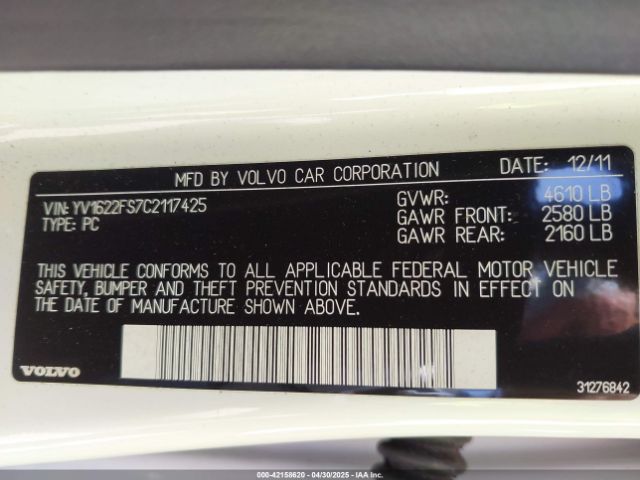 MFD BY VOLVO CAR CORPORATION DATE: 12/11
VIN: YV1622FS7C2117425 GVWR: 4610 LB
TYPE: PC GAWR FRONT: 2580 LB
GAWR REAR: 2160 LB
THIS VEHICLE CONFORMS TO ALL APPLICABLE FEDERAL MOTOR VEHICLE
SAFETY, BUMPER AND THEFT PREVENTION STANDARDS IN EFFECT ON
THE DATE OF MANUFACTURE SHOWN ABOVE.
VOLVO 31276842
000-42158620 - 04/30/2025 - Copyright IAA, LLC